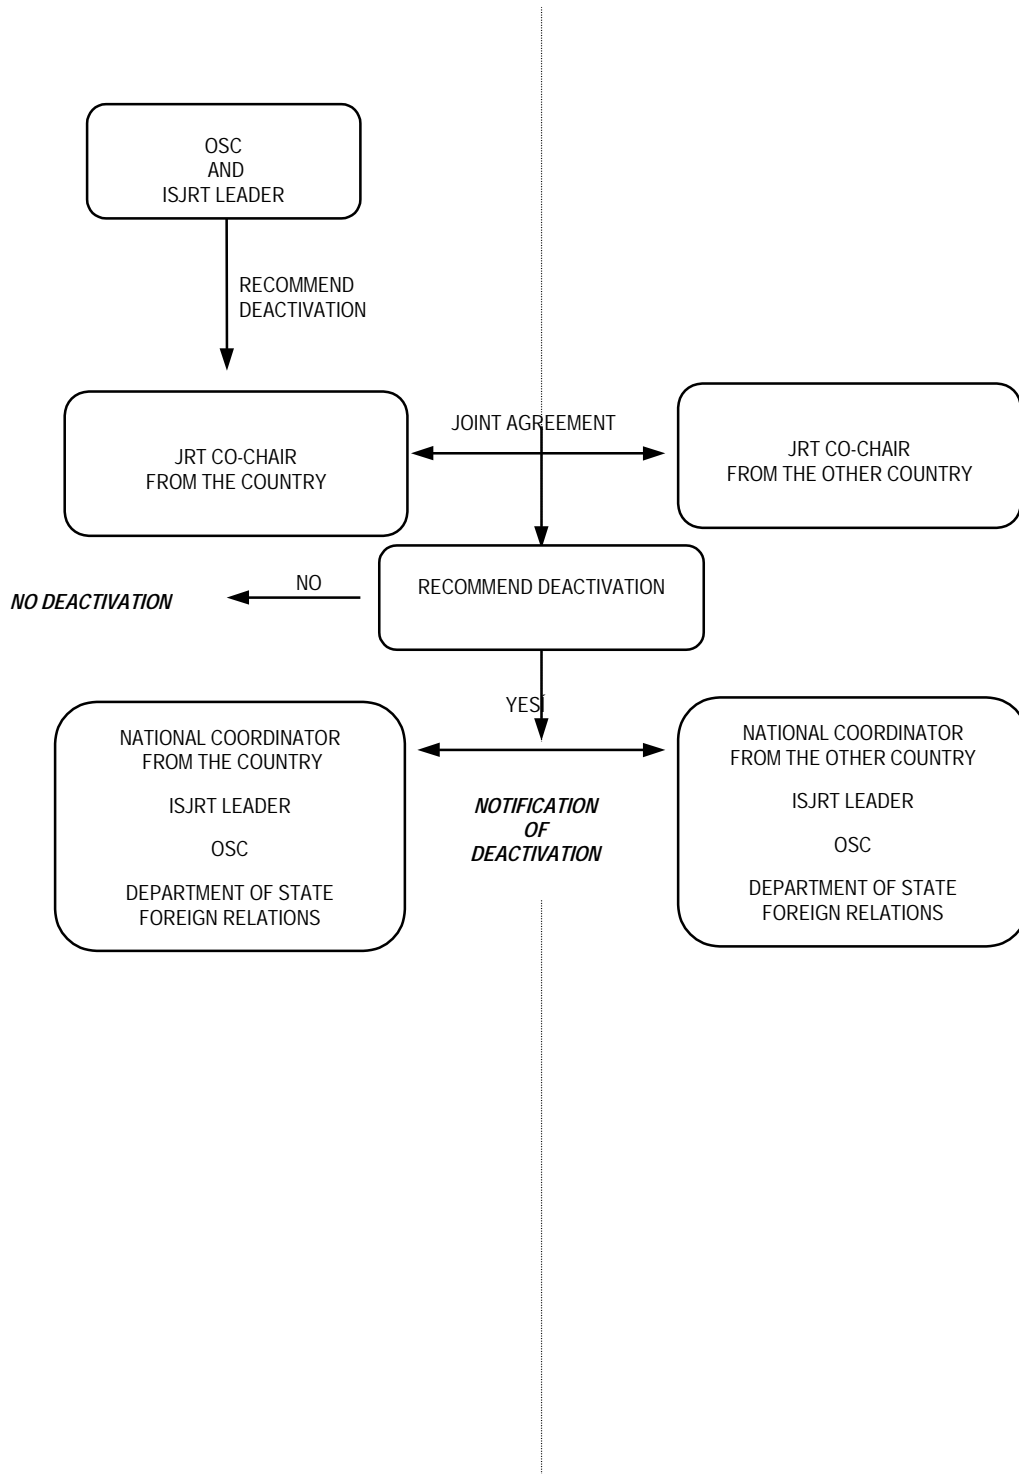 OSC
AND
ISJRT LEADER
RECOMMEND
DEACTIVATION
JOINT AGREEMENT
JRT CO-CHAIR
FROM THE COUNTRY
JRT CO-CHAIR
FROM THE OTHER COUNTRY
RECOMMEND DEACTIVATION
NO
NO DEACTIVATION
YESÍ
NATIONAL COORDINATOR
FROM THE COUNTRY
ISJRT LEADER
OSC
DEPARTMENT OF STATE
FOREIGN RELATIONS
NOTIFICATION
OF
DEACTIVATION
NATIONAL COORDINATOR
FROM THE OTHER COUNTRY
ISJRT LEADER
OSC
DEPARTMENT OF STATE
FOREIGN RELATIONS